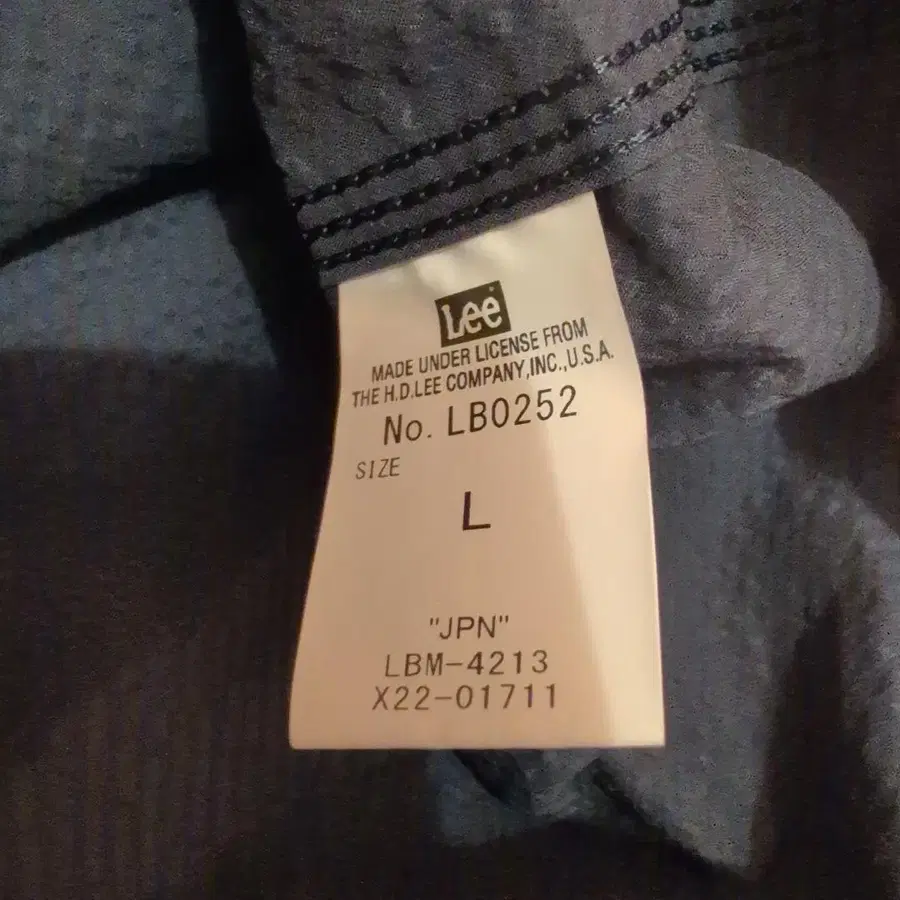 Lee®
MADE UNDER LICENSE FROM
THE H.D.LEE COMPANY,INC.,U.S.A.
No. LB0252
SIZE
L
"JPN"
LBM-4213
X22-01711